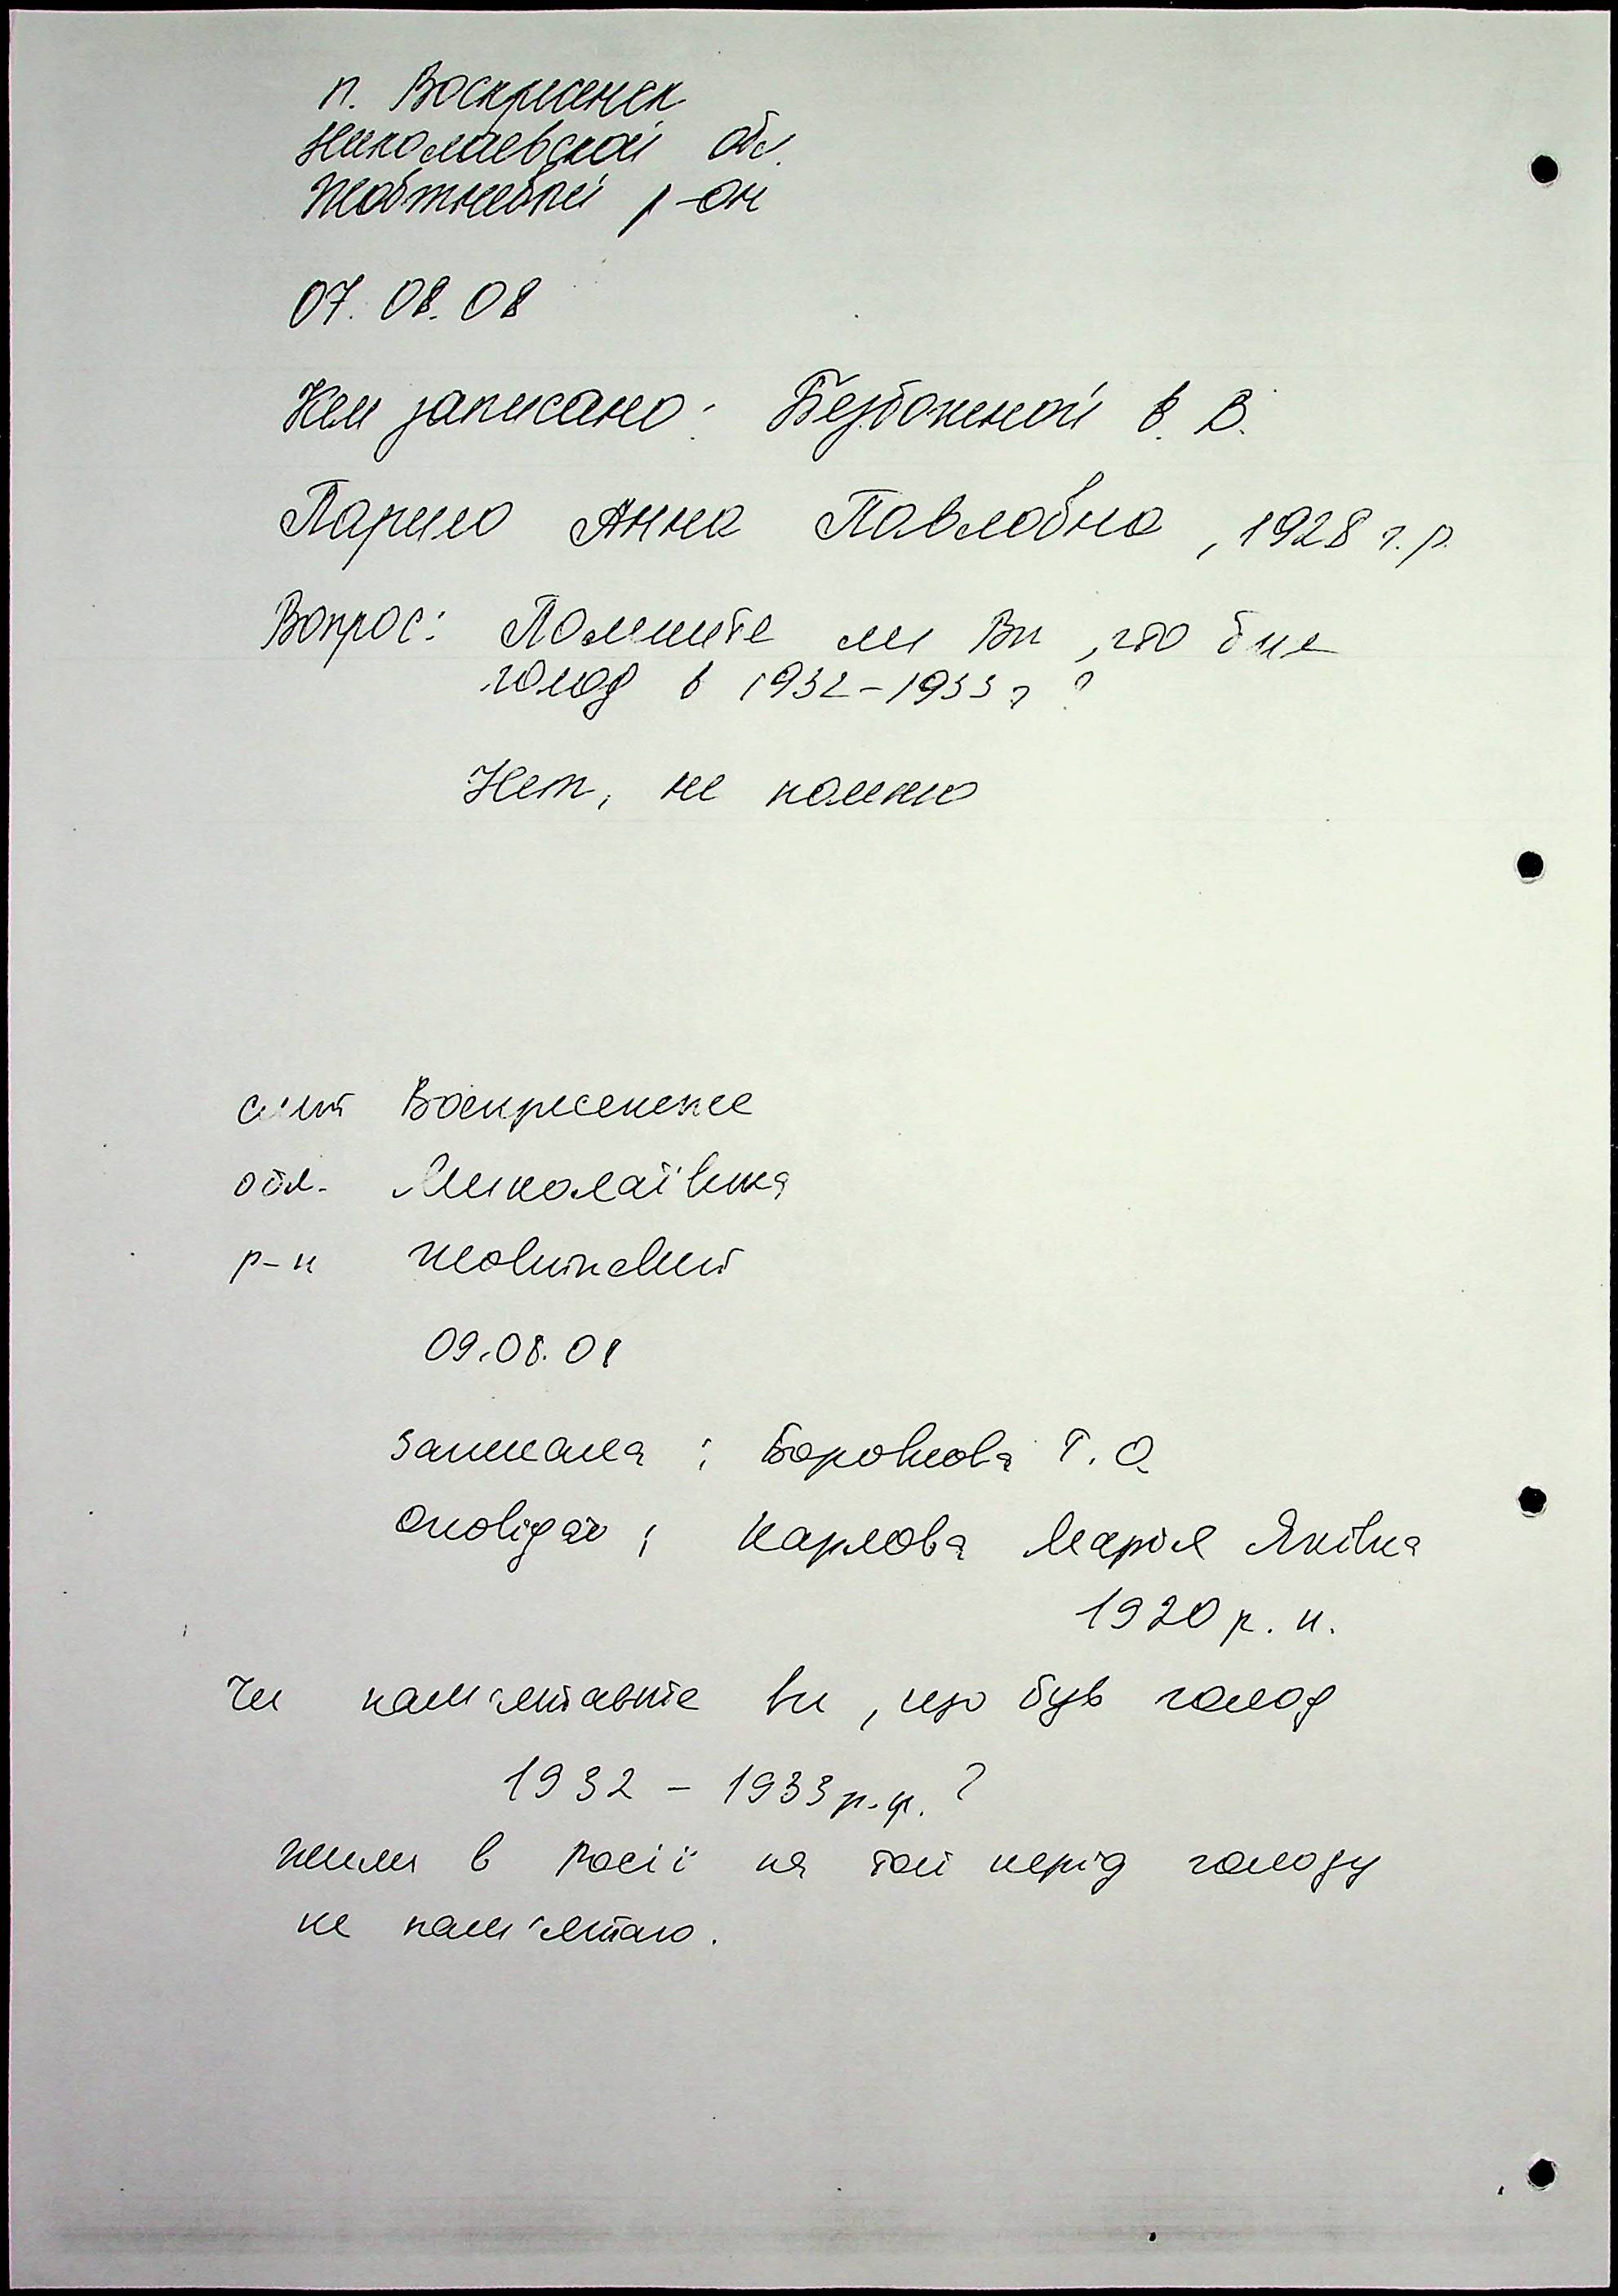 п. Воскресенск
Николаевской обл.
Жовтневый р-он
07.08.08
Кем записано: Безбожной В. В.
Парило Анна Павловна, 1928 г.р.
Вопрос: Помните ли Вы, что был
голод в 1932-1933 г?
Нет, не помню
смт Воскресенське
обл. Миколаївська
р-н Жовтневий
09.08.08
Записала: Боровкова Т. О.
Оповідач: Карлова Марія Яківна
1920 р. н.
Чи пам'ятаєте ви, що був голод
1932 - 1933 р.р.?
Жили в Росії на той період голоду
не пам'ятаю.